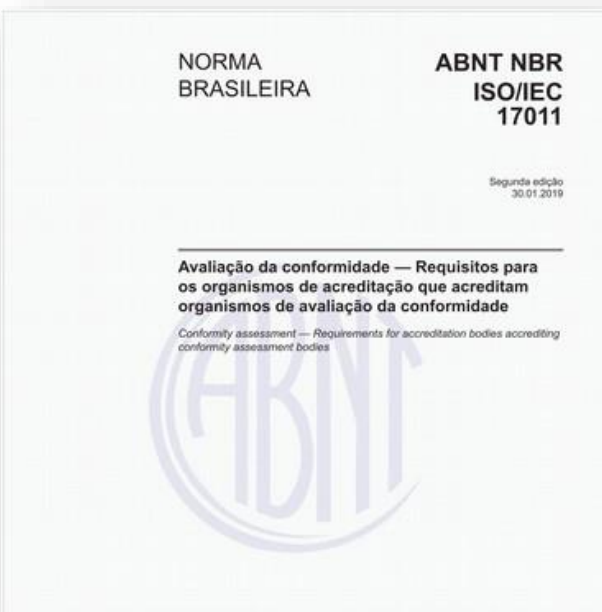 NORMA
BRASILEIRA
ABNT NBR
ISO/IEC
17011
Segunda edição
30.01.2019
Avaliação da conformidade — Requisitos para
os organismos de acreditação que acreditam
organismos de avaliação da conformidade
Conformity assessment — Requirements for accreditation bodies accrediting
conformity assessment bodies
ABNT